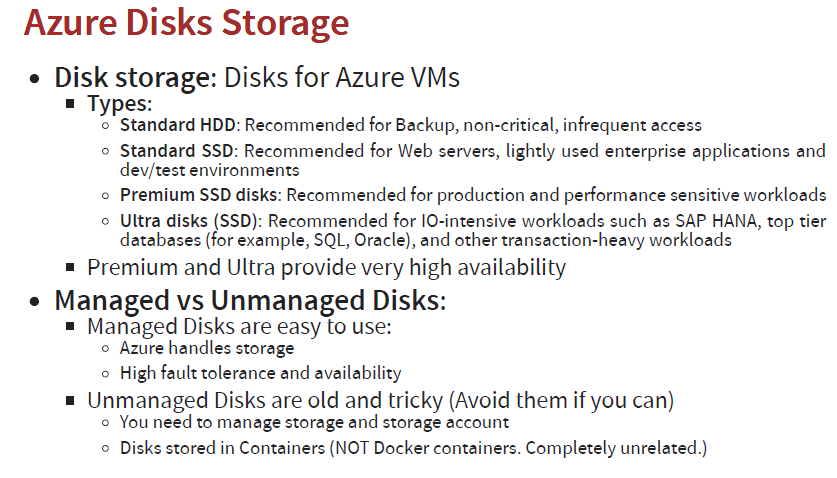 Azure Disks Storage
• Disk storage: Disks for Azure VMs
▪ Types:
◦ Standard HDD: Recommended for Backup, non-critical, infrequent access
◦ Standard SSD: Recommended for Web servers, lightly used enterprise applications and
dev/test environments
◦ Premium SSD disks: Recommended for production and performance sensitive workloads
◦ Ultra disks (SSD): Recommended for IO-intensive workloads such as SAP HANA, top tier
databases (for example, SQL, Oracle), and other transaction-heavy workloads
▪ Premium and Ultra provide very high availability
• Managed vs Unmanaged Disks:
▪ Managed Disks are easy to use:
◦ Azure handles storage
◦ High fault tolerance and availability
▪ Unmanaged Disks are old and tricky (Avoid them if you can)
◦ You need to manage storage and storage account
◦ Disks stored in Containers (NOT Docker containers. Completely unrelated.)